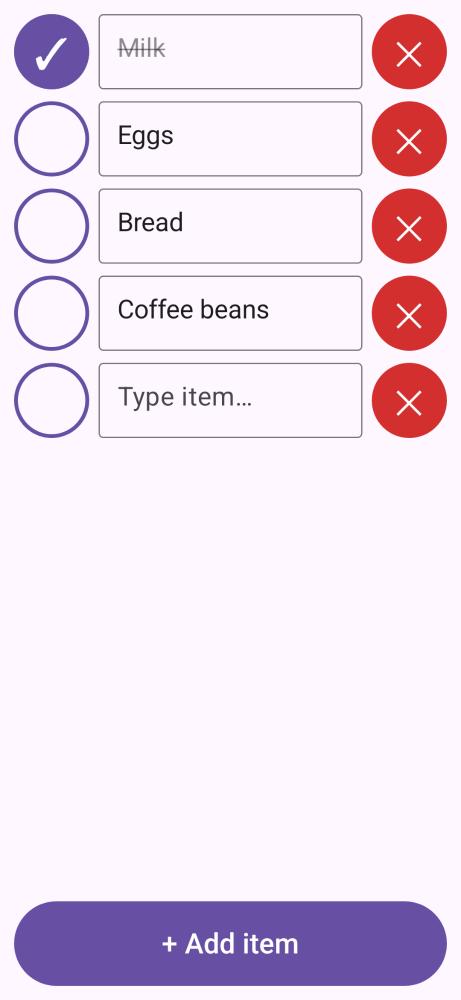 ✓ Milk ×
Eggs ×
Bread ×
Coffee beans ×
Type item… ×
+ Add item